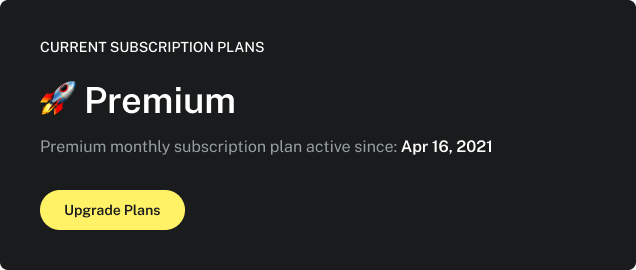 CURRENT SUBSCRIPTION PLANS
🚀 Premium
Premium monthly subscription plan active since: Apr 16, 2021
Upgrade Plans